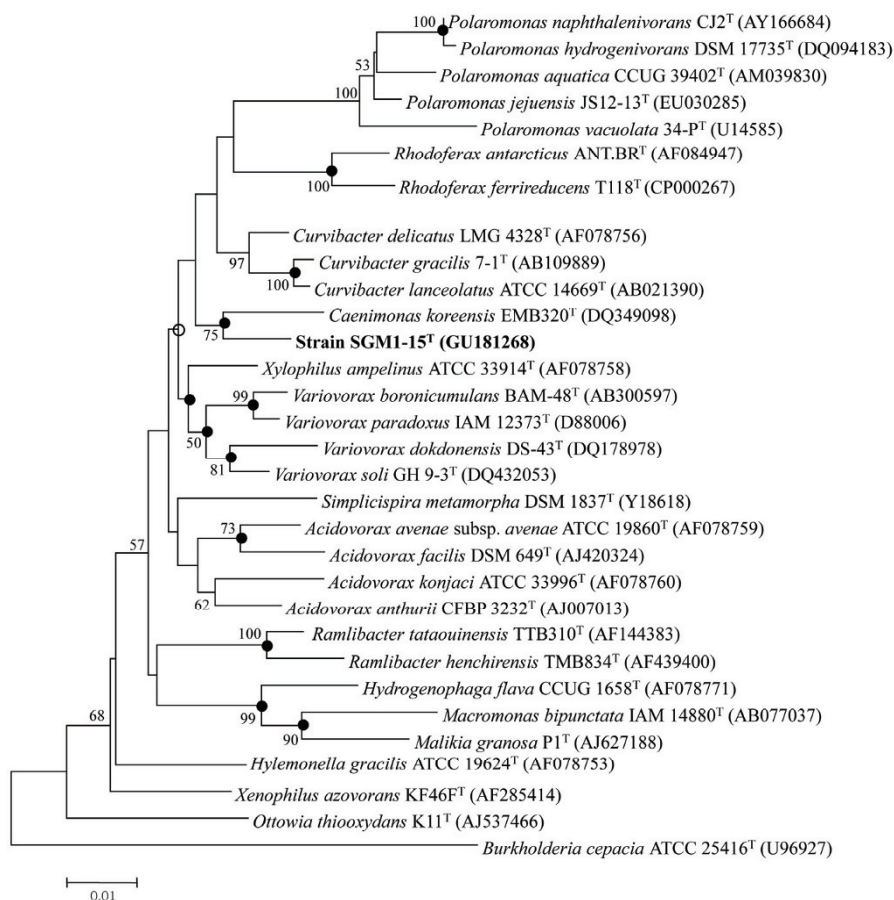 100 Polaromonas naphthalenivorans CJ2ᵀ (AY166684)
Polaromonas hydrogenivorans DSM 17735ᵀ (DQ094183)
53 Polaromonas aquatica CCUG 39402ᵀ (AM039830)
100 Polaromonas jejuensis JS12-13ᵀ (EU030285)
Polaromonas vacuolata 34-Pᵀ (U14585)
Rhodoferax antarcticus ANT.BRᵀ (AF084947)
100 Rhodoferax ferrireducens T118ᵀ (CP000267)
Curvibacter delicatus LMG 4328ᵀ (AF078756)
97 Curvibacter gracilis 7-1ᵀ (AB109889)
100 Curvibacter lanceolatus ATCC 14669ᵀ (AB021390)
Caenimonas koreensis EMB320ᵀ (DQ349098)
75 Strain SGM1-15ᵀ (GU181268)
Xylophilus ampelinus ATCC 33914ᵀ (AF078758)
99 Variovorax boronicumulans BAM-48ᵀ (AB300597)
Variovorax paradoxus IAM 12373ᵀ (D88006)
50 Variovorax dokdonensis DS-43ᵀ (DQ178978)
81 Variovorax soli GH 9-3ᵀ (DQ432053)
Simplicispira metamorpha DSM 1837ᵀ (Y18618)
73 Acidovorax avenae subsp. avenae ATCC 19860ᵀ (AF078759)
57 Acidovorax facilis DSM 649ᵀ (AJ420324)
Acidovorax konjaci ATCC 33996ᵀ (AF078760)
62 Acidovorax anthurii CFBP 3232ᵀ (AJ007013)
100 Ramlibacter tataouinensis TTB310ᵀ (AF144383)
Ramlibacter henchirensis TMB834ᵀ (AF439400)
Hydrogenophaga flava CCUG 1658ᵀ (AF078771)
68 99 Macromonas bipunctata IAM 14880ᵀ (AB077037)
90 Malikia granosa P1ᵀ (AJ627188)
Hylemonella gracilis ATCC 19624ᵀ (AF078753)
Xenophilus azovorans KF46Fᵀ (AF285414)
Ottowia thiooxydans K11ᵀ (AJ537466)
Burkholderia cepacia ATCC 25416ᵀ (U96927)
0.01